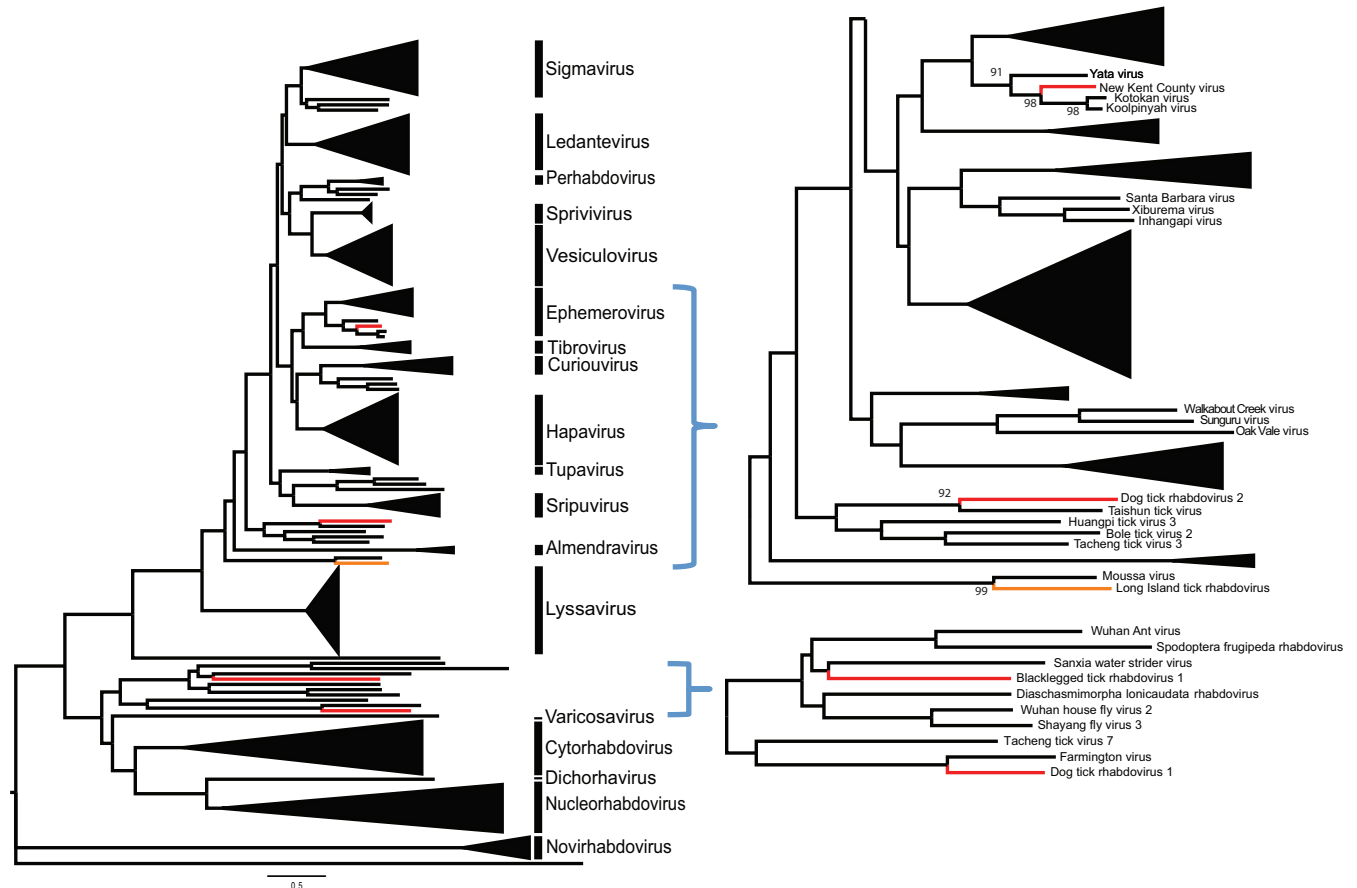 Sigmavirus
Ledantevirus
Perhabdovirus
Sprivivirus
Vesiculovirus
Ephemerovirus
Tibrovirus
Curiouvirus
Hapavirus
Tupavirus
Sripuvirus
Almendravirus
Lyssavirus
Varicosavirus
Cytorhabdovirus
Dichorhavirus
Nucleorhabdovirus
Novirhabdovirus
0.5
91
Yata virus
New Kent County virus
98
Kotokan virus
98
Koolpinyah virus
Santa Barbara virus
Xiburema virus
Inhangapi virus
Walkabout Creek virus
Sunguru virus
Oak Vale virus
92
Dog tick rhabdovirus 2
Taishun tick virus
Huangpi tick virus 3
Bole tick virus 2
Tacheng tick virus 3
Moussa virus
99
Long Island tick rhabdovirus
Wuhan Ant virus
Spodoptera frugipeda rhabdovirus
Sanxia water strider virus
Blacklegged tick rhabdovirus 1
Diaschasmimorpha lonicaudata rhabdovirus
Wuhan house fly virus 2
Shayang fly virus 3
Tacheng tick virus 7
Farmington virus
Dog tick rhabdovirus 1